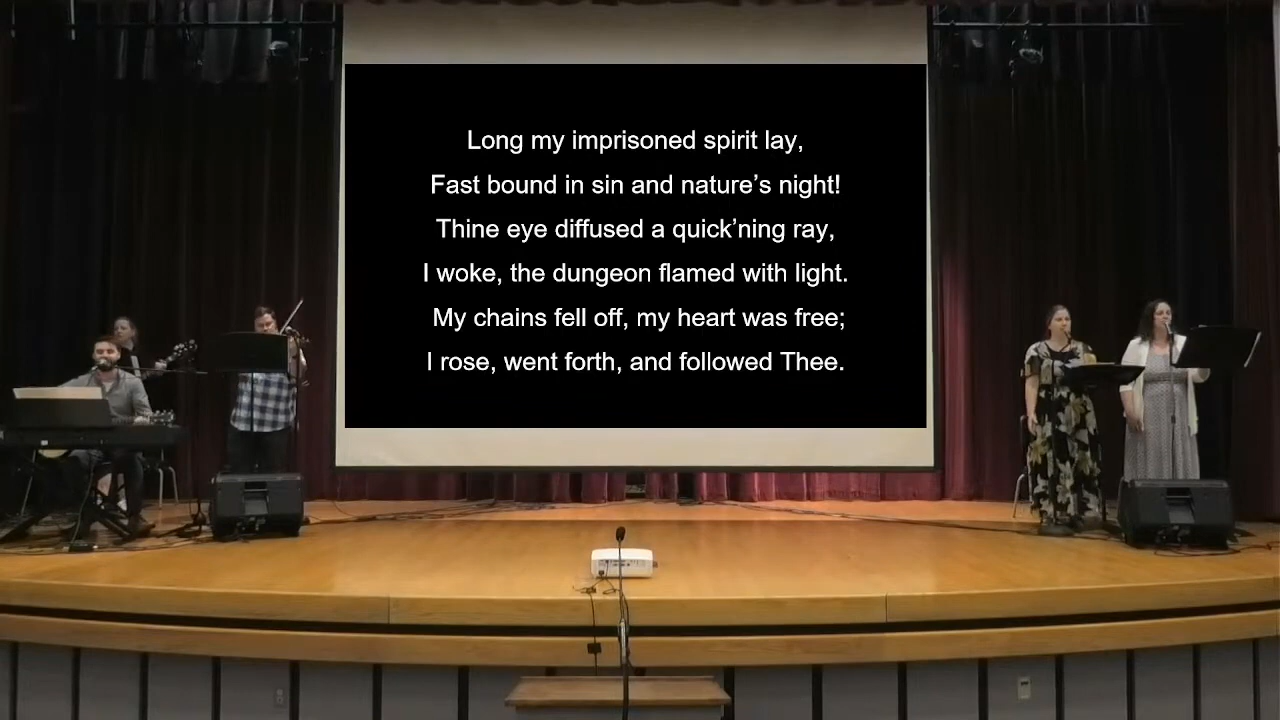 Long my imprisoned spirit lay,
Fast bound in sin and nature’s night!
Thine eye diffused a quick’ning ray,
I woke, the dungeon flamed with light.
My chains fell off, my heart was free;
I rose, went forth, and followed Thee.